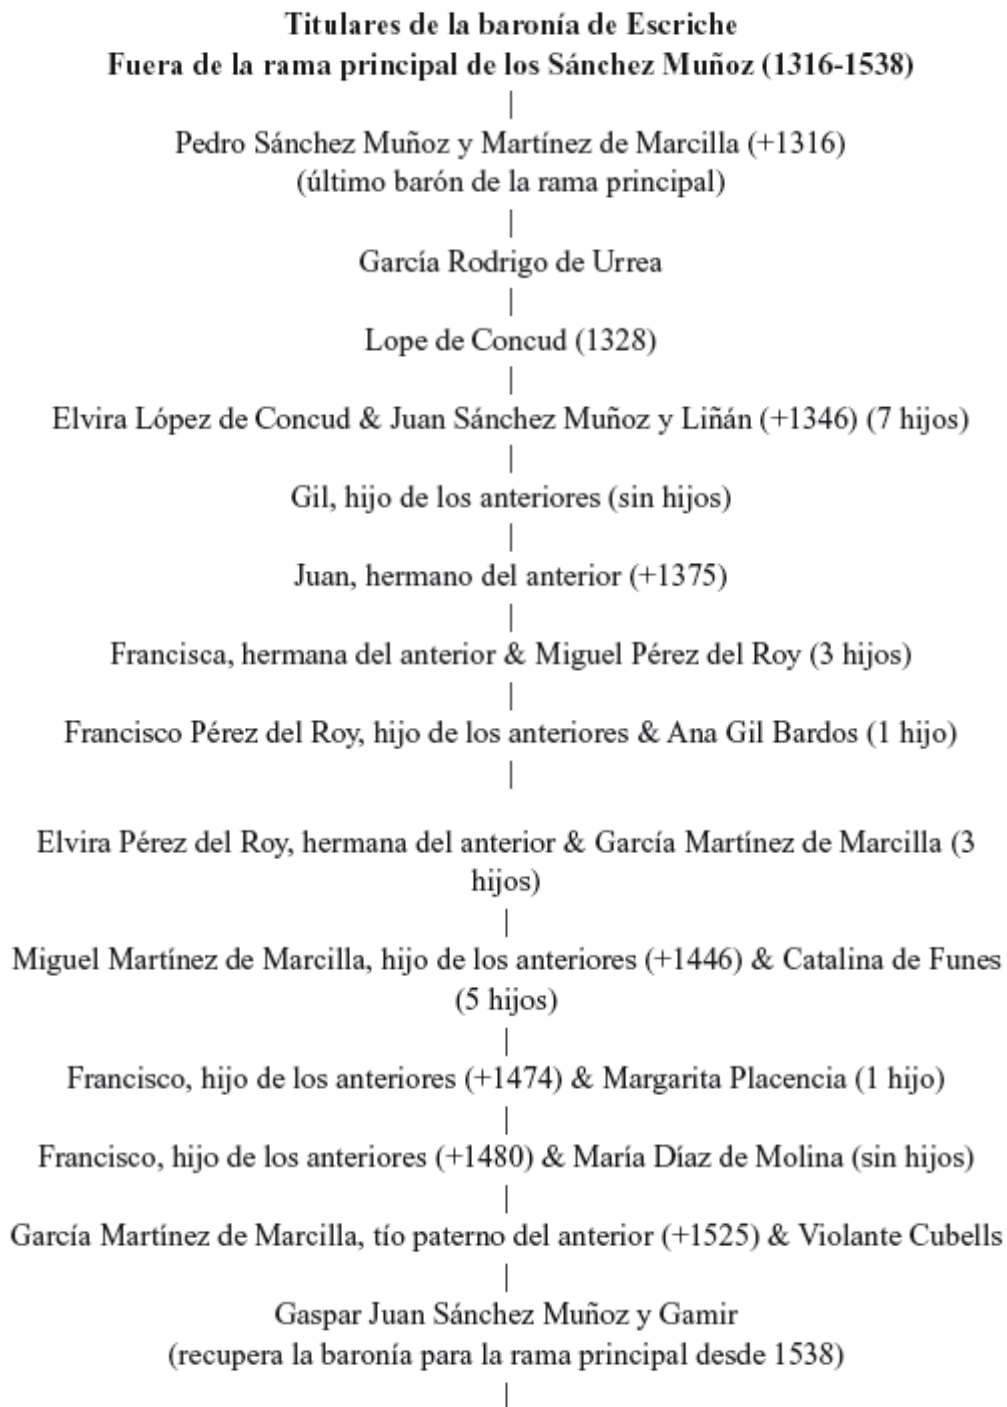 Titulares de la baronía de Escriche
Fuera de la rama principal de los Sánchez Muñoz (1316-1538)
|
Pedro Sánchez Muñoz y Martínez de Marcilla (+1316)
(último barón de la rama principal)
|
García Rodrigo de Urrea
|
Lope de Concud (1328)
|
Elvira López de Concud & Juan Sánchez Muñoz y Liñán (+1346) (7 hijos)
|
Gil, hijo de los anteriores (sin hijos)
|
Juan, hermano del anterior (+1375)
|
Francisca, hermana del anterior & Miguel Pérez del Roy (3 hijos)
|
Francisco Pérez del Roy, hijo de los anteriores & Ana Gil Bardos (1 hijo)
|
Elvira Pérez del Roy, hermana del anterior & García Martínez de Marcilla (3
hijos)
|
Miguel Martínez de Marcilla, hijo de los anteriores (+1446) & Catalina de Funes
(5 hijos)
|
Francisco, hijo de los anteriores (+1474) & Margarita Placencia (1 hijo)
|
Francisco, hijo de los anteriores (+1480) & María Díaz de Molina (sin hijos)
|
García Martínez de Marcilla, tío paterno del anterior (+1525) & Violante Cubells
|
Gaspar Juan Sánchez Muñoz y Gamir
(recupera la baronía para la rama principal desde 1538)
|